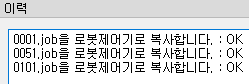 이력
0001.job을 로봇제어기로 복사합니다. : OK
0051.job을 로봇제어기로 복사합니다. : OK
0101.job을 로봇제어기로 복사합니다. : OK